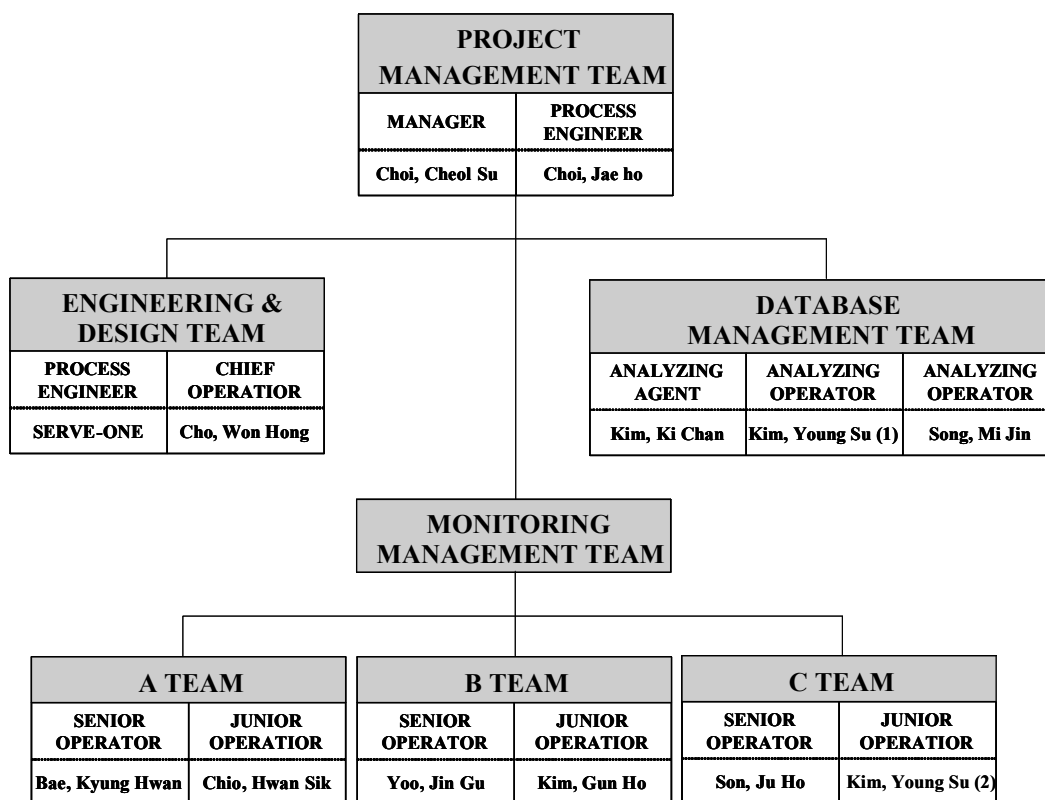 PROJECT
MANAGEMENT TEAM
MANAGER
PROCESS
ENGINEER
Choi, Cheol Su
Choi, Jae ho
ENGINEERING &
DESIGN TEAM
PROCESS
ENGINEER
CHIEF
OPERATIOR
SERVE-ONE
Cho, Won Hong
DATABASE
MANAGEMENT TEAM
ANALYZING
AGENT
ANALYZING
OPERATOR
ANALYZING
OPERATOR
Kim, Ki Chan
Kim, Young Su (1)
Song, Mi Jin
MONITORING
MANAGEMENT TEAM
A TEAM
SENIOR
OPERATOR
JUNIOR
OPERATIOR
Bae, Kyung Hwan
Chio, Hwan Sik
B TEAM
SENIOR
OPERATOR
JUNIOR
OPERATIOR
Yoo, Jin Gu
Kim, Gun Ho
C TEAM
SENIOR
OPERATOR
JUNIOR
OPERATIOR
Son, Ju Ho
Kim, Young Su (2)